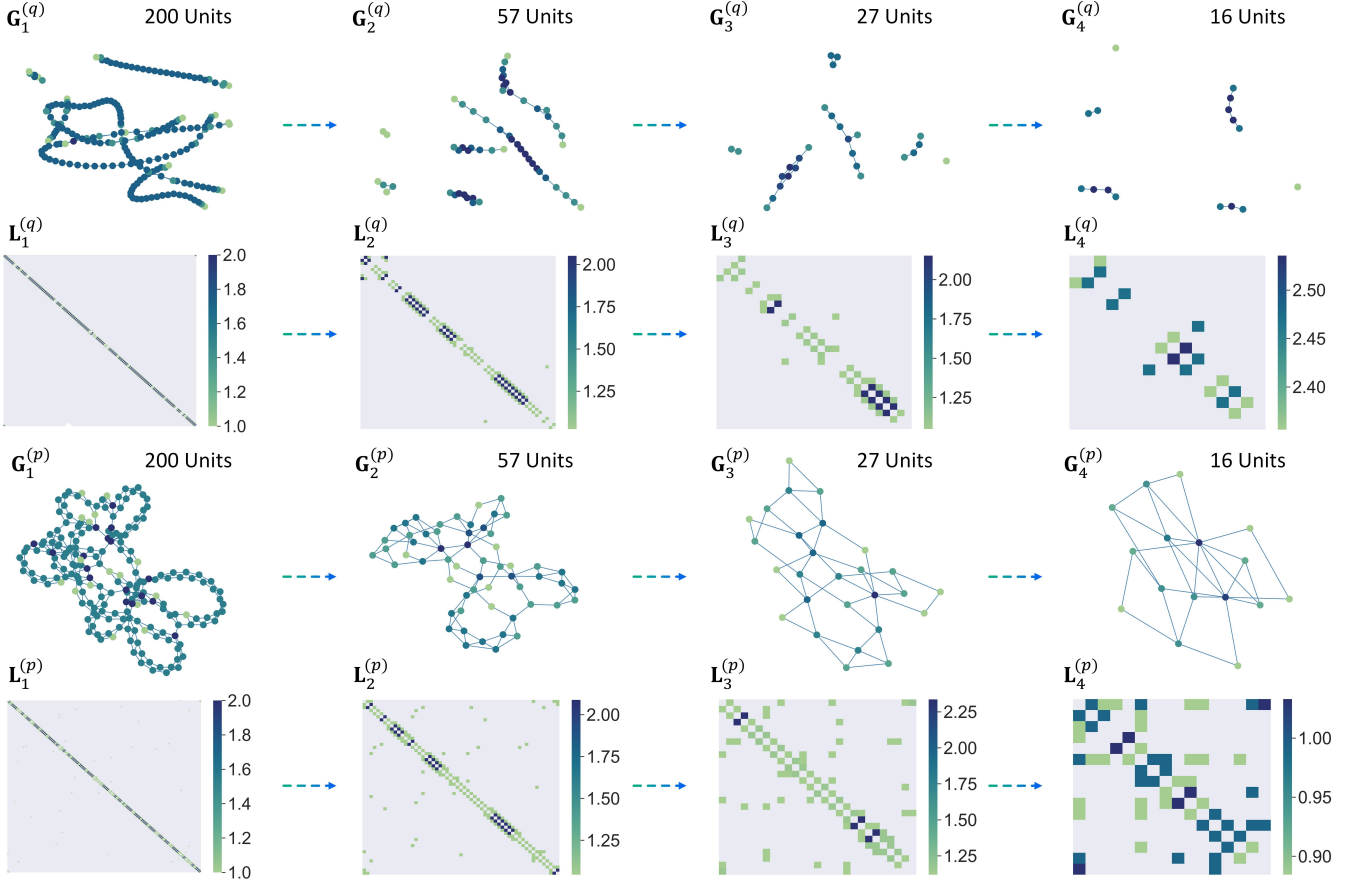 G₁^(q) 200 Units G₂^(q) 57 Units G₃^(q) 27 Units G₄^(q) 16 Units
L₁^(q) L₂^(q) L₃^(q) L₄^(q)
2.0 1.8 1.6 1.4 1.2 1.0
2.00 1.75 1.50 1.25
2.00 1.75 1.50 1.25
2.50 2.45 2.40
G₁^(p) 200 Units G₂^(p) 57 Units G₃^(p) 27 Units G₄^(p) 16 Units
L₁^(p) L₂^(p) L₃^(p) L₄^(p)
2.0 1.8 1.6 1.4 1.2 1.0
2.00 1.75 1.50 1.25
2.25 2.00 1.75 1.50 1.25
1.00 0.95 0.90